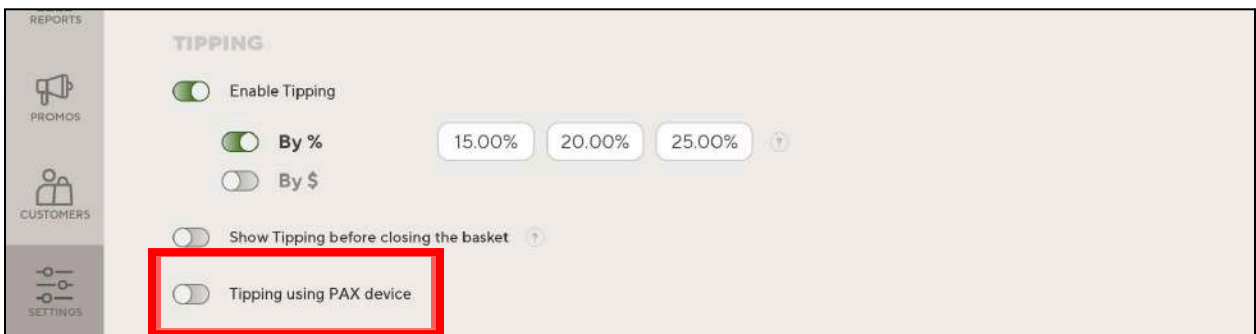 REPORTS
TIPPING
PROMOS
Enable Tipping
By % 15.00% 20.00% 25.00% ?
By $
CUSTOMERS
Show Tipping before closing the basket ?
SETTINGS
Tipping using PAX device